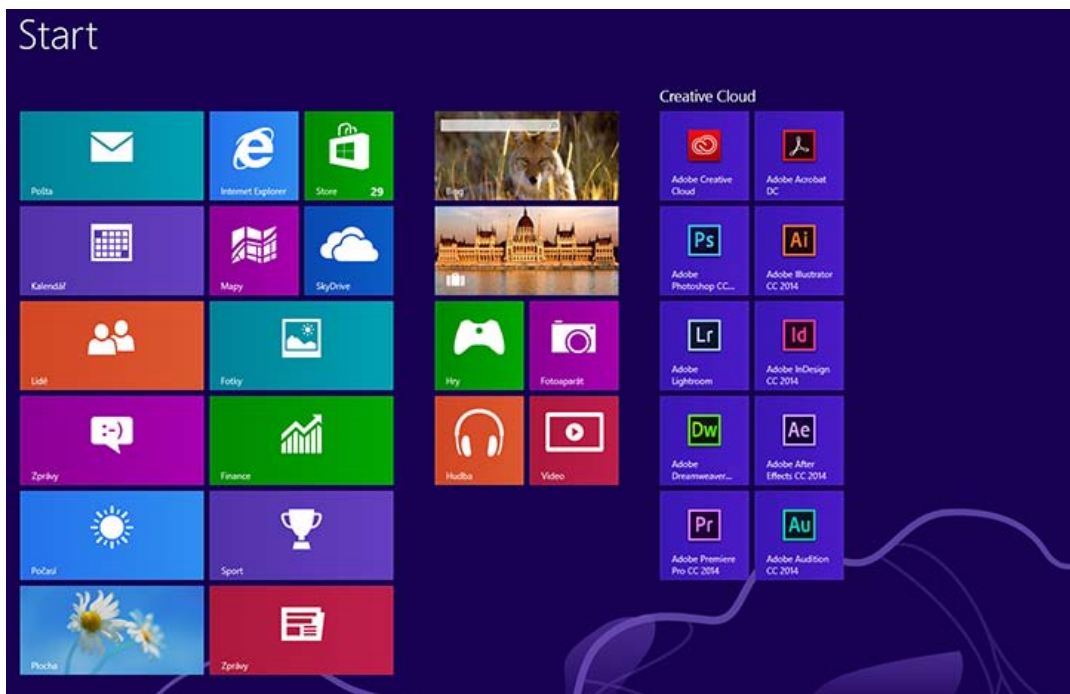 Start
Pošta
Internet Explorer
Store
29
Kalendář
Mapy
SkyDrive
Lidé
Fotky
:-)
Zprávy
Finance
Počasí
Sport
Plocha
Zprávy
Bing
Hry
Fotoaparát
Hudba
Video
Creative Cloud
Adobe Creative
Cloud
Adobe Acrobat
DC
Ps
Adobe
Photoshop CC...
Ai
Adobe Illustrator
CC 2014
Lr
Adobe
Lightroom
Id
Adobe InDesign
CC 2014
Dw
Adobe
Dreamweaver...
Ae
Adobe After
Effects CC 2014
Pr
Adobe Premiere
Pro CC 2014
Au
Adobe Audition
CC 2014